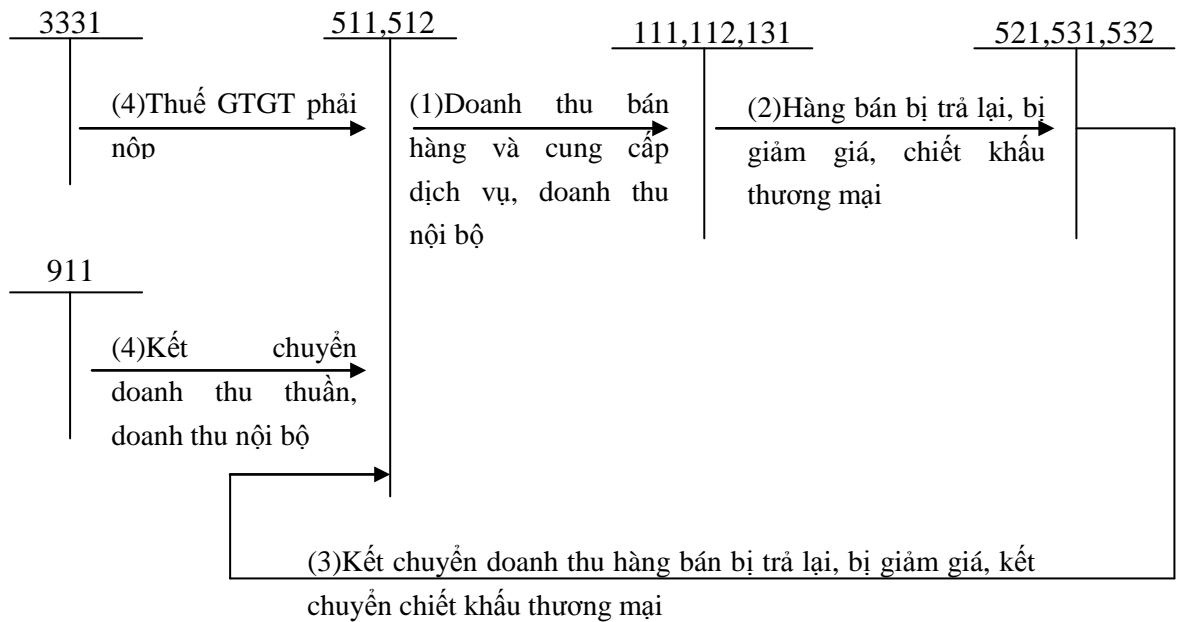 3331
511,512
111,112,131
521,531,532
(4)Thuế GTGT phải
nộp
(1)Doanh thu bán
hàng và cung cấp
dịch vụ, doanh thu
nội bộ
(2)Hàng bán bị trả lại, bị
giảm giá, chiết khấu
thương mại
911
(4)Kết chuyển
doanh thu thuần,
doanh thu nội bộ
(3)Kết chuyển doanh thu hàng bán bị trả lại, bị giảm giá, kết
chuyển chiết khấu thương mại